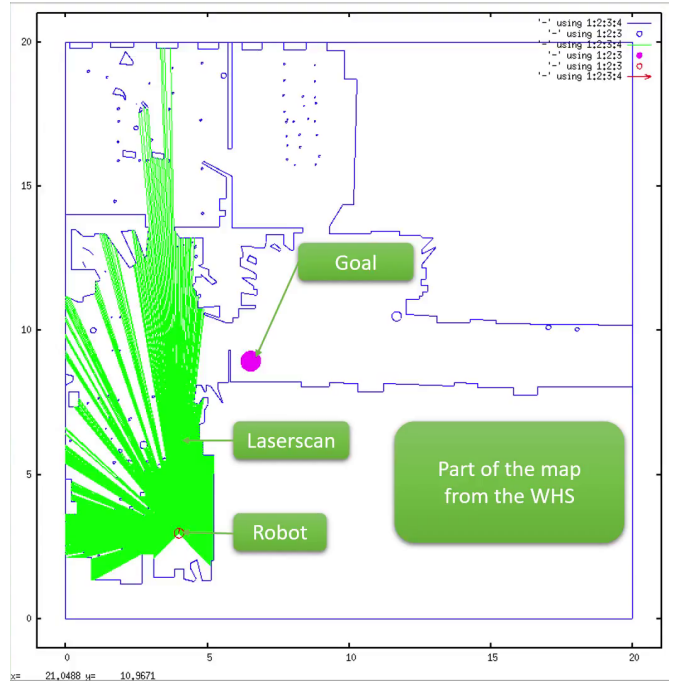 '-' using 1:2:3:4
'-' using 1:2:3
'-' using 1:2:3:4
'-' using 1:2:3
'-' using 1:2:3
'-' using 1:2:3:4
20
15
Goal
10
Laserscan
Part of the map
from the WHS
5
Robot
0
0 5 10 15 20
x= 21,0488 y= 10,9671